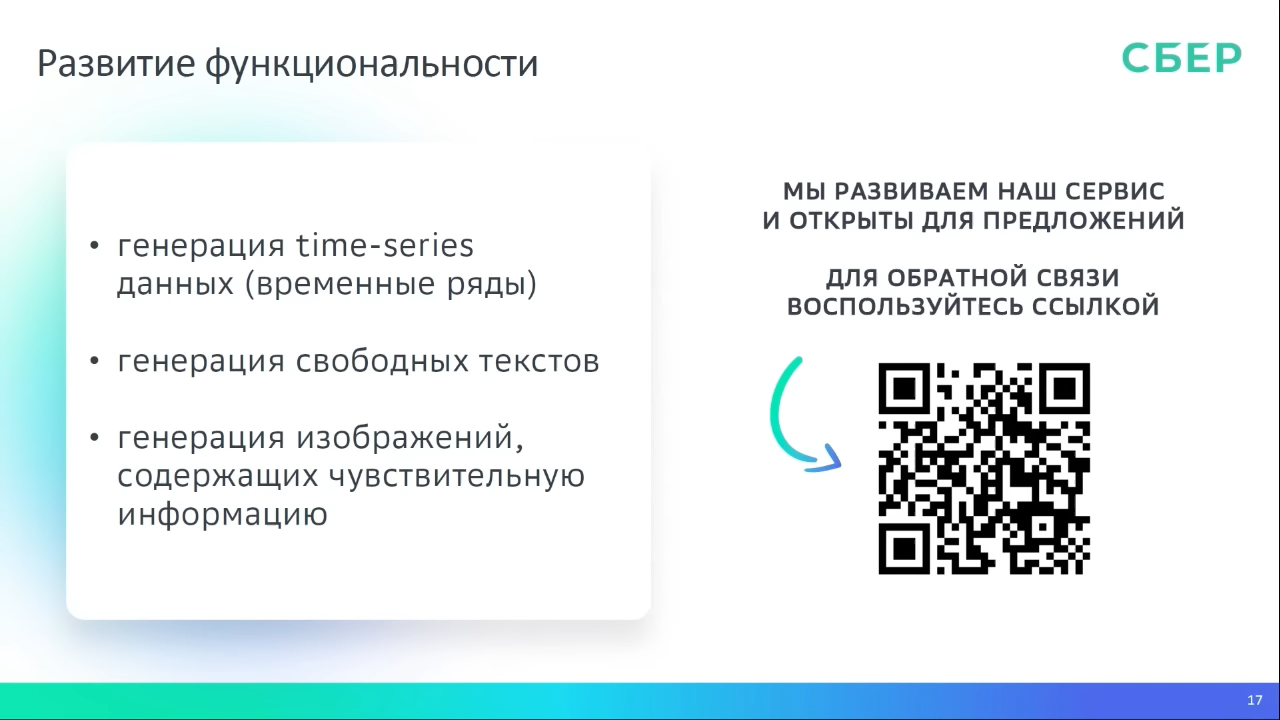 Развитие функциональности
СБЕР
• генерация time-series
данных (временные ряды)
• генерация свободных текстов
• генерация изображений,
содержащих чувствительную
информацию
МЫ РАЗВИВАЕМ НАШ СЕРВИС
И ОТКРЫТЫ ДЛЯ ПРЕДЛОЖЕНИЙ
ДЛЯ ОБРАТНОЙ СВЯЗИ
ВОСПОЛЬЗУЙТЕСЬ ССЫЛКОЙ
17